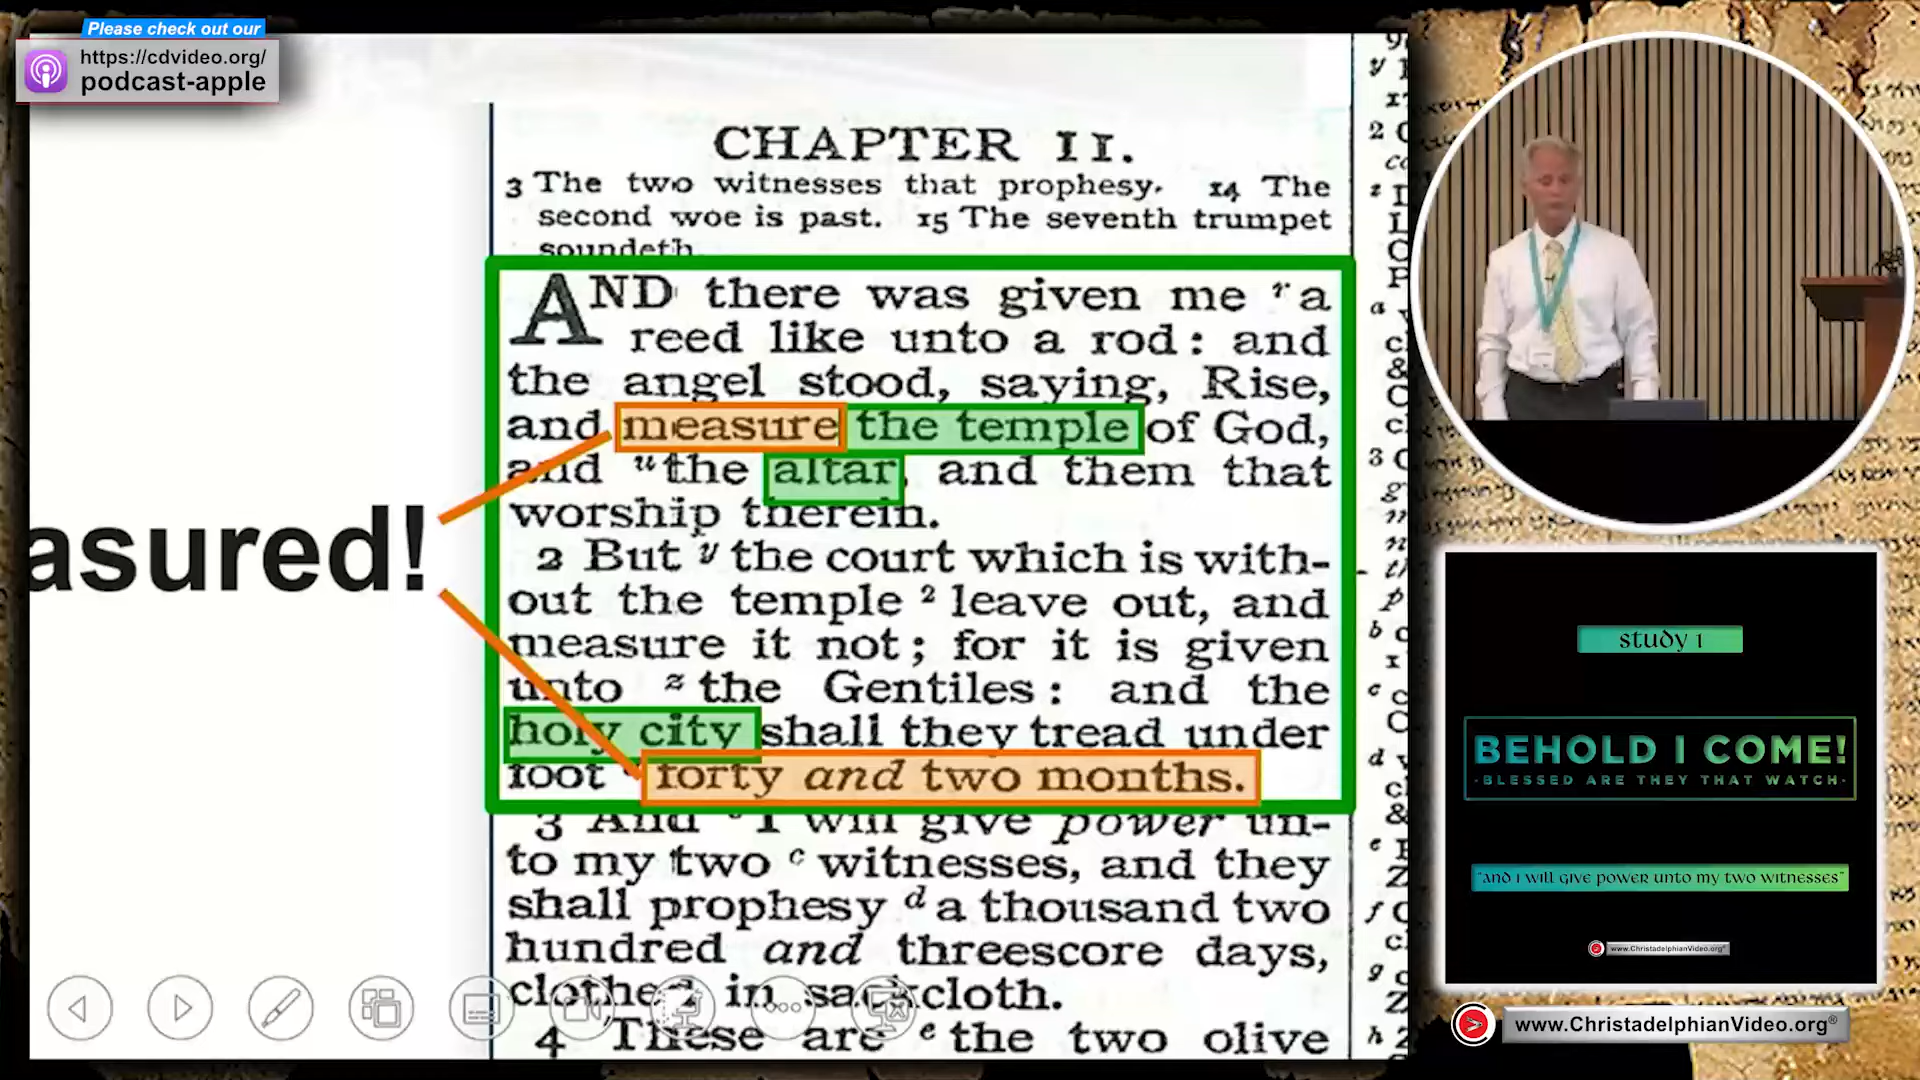 Please check out our
https://cdvideo.org/
podcast-apple
CHAPTER 11.
3 The two witnesses that prophesy. 14 The
second woe is past. 15 The seventh trumpet
soundeth.
AND there was given me r a
reed like unto a rod: and
the angel stood, saying, Rise,
and measure the temple of God,
and u the altar, and them that
worship therein.
2 But y the court which is with-
out the temple 2 leave out, and
measure it not; for it is given
unto z the Gentiles: and the
holy city shall they tread under
foot forty and two months.
3 And I will give power un-
to my two c witnesses, and they
shall prophesy d a thousand two
hundred and threescore days,
clothed in sackcloth.
4 These are e the two olive
asured!
study 1
BEHOLD I COME!
·BLESSED ARE THEY THAT WATCH·
"and I will give power unto my two witnesses"
www.ChristadelphianVideo.org
www.ChristadelphianVideo.org®